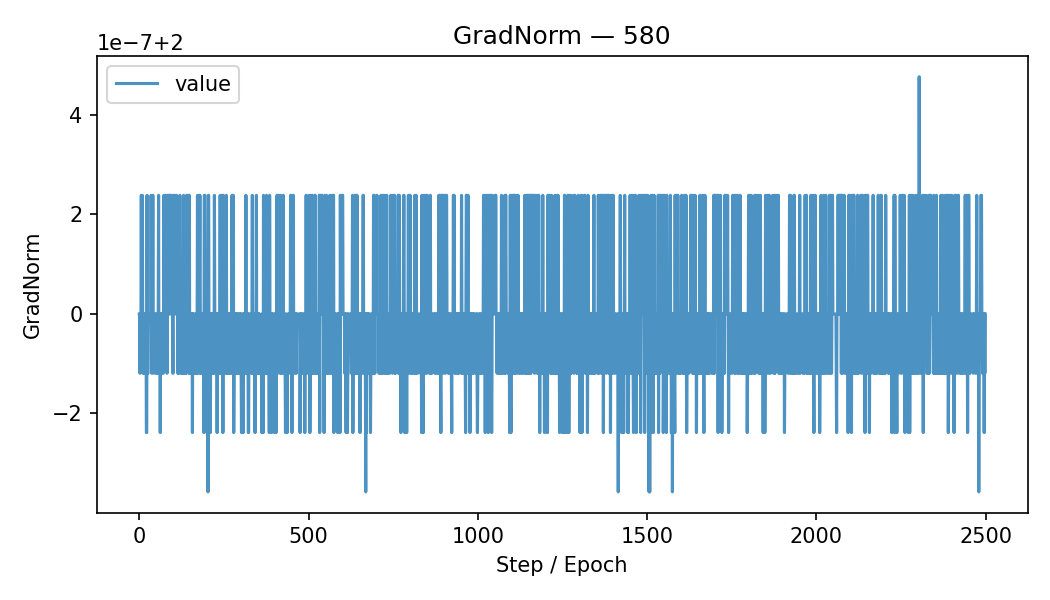 GradNorm — 580
1e−7+2
value
4
2
0
−2
GradNorm
0 500 1000 1500 2000 2500
Step / Epoch